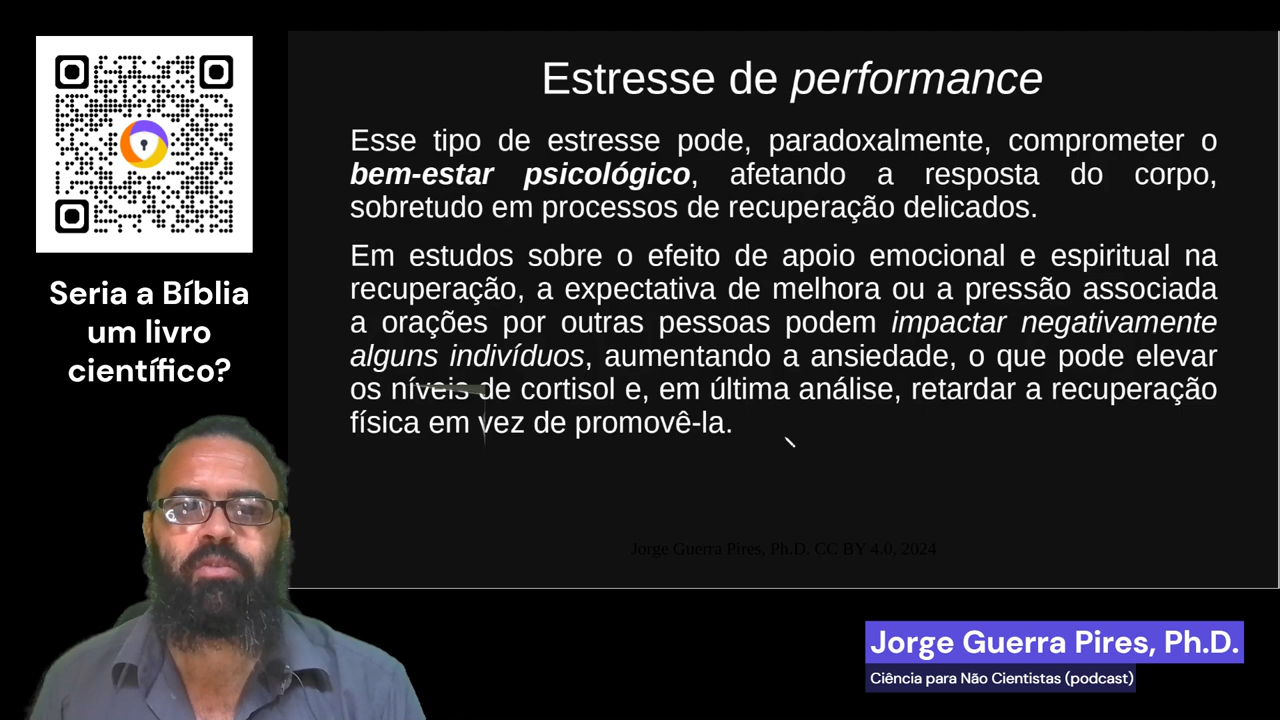 Estresse de performance
Esse tipo de estresse pode, paradoxalmente, comprometer o
bem-estar psicológico, afetando a resposta do corpo,
sobretudo em processos de recuperação delicados.
Em estudos sobre o efeito de apoio emocional e espiritual na
recuperação, a expectativa de melhora ou a pressão associada
a orações por outras pessoas podem impactar negativamente
alguns indivíduos, aumentando a ansiedade, o que pode elevar
os níveis de cortisol e, em última análise, retardar a recuperação
física em vez de promovê-la.
Jorge Guerra Pires, Ph.D. CC BY 4.0, 2024
Seria a Bíblia
um livro
científico?
Jorge Guerra Pires, Ph.D.
Ciência para Não Cientistas (podcast)